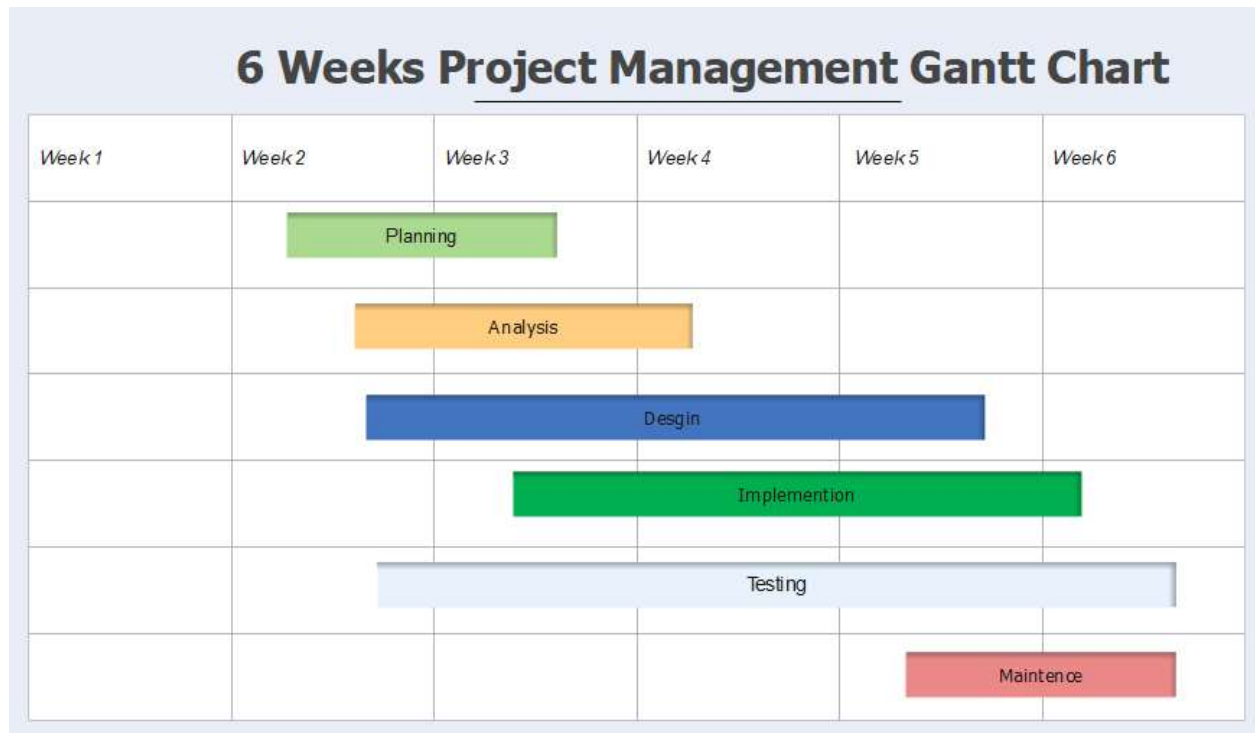 6 Weeks Project Management Gantt Chart
Week 1 Week 2 Week 3 Week 4 Week 5 Week 6
Planning
Analysis
Desgin
Implemention
Testing
Maintence